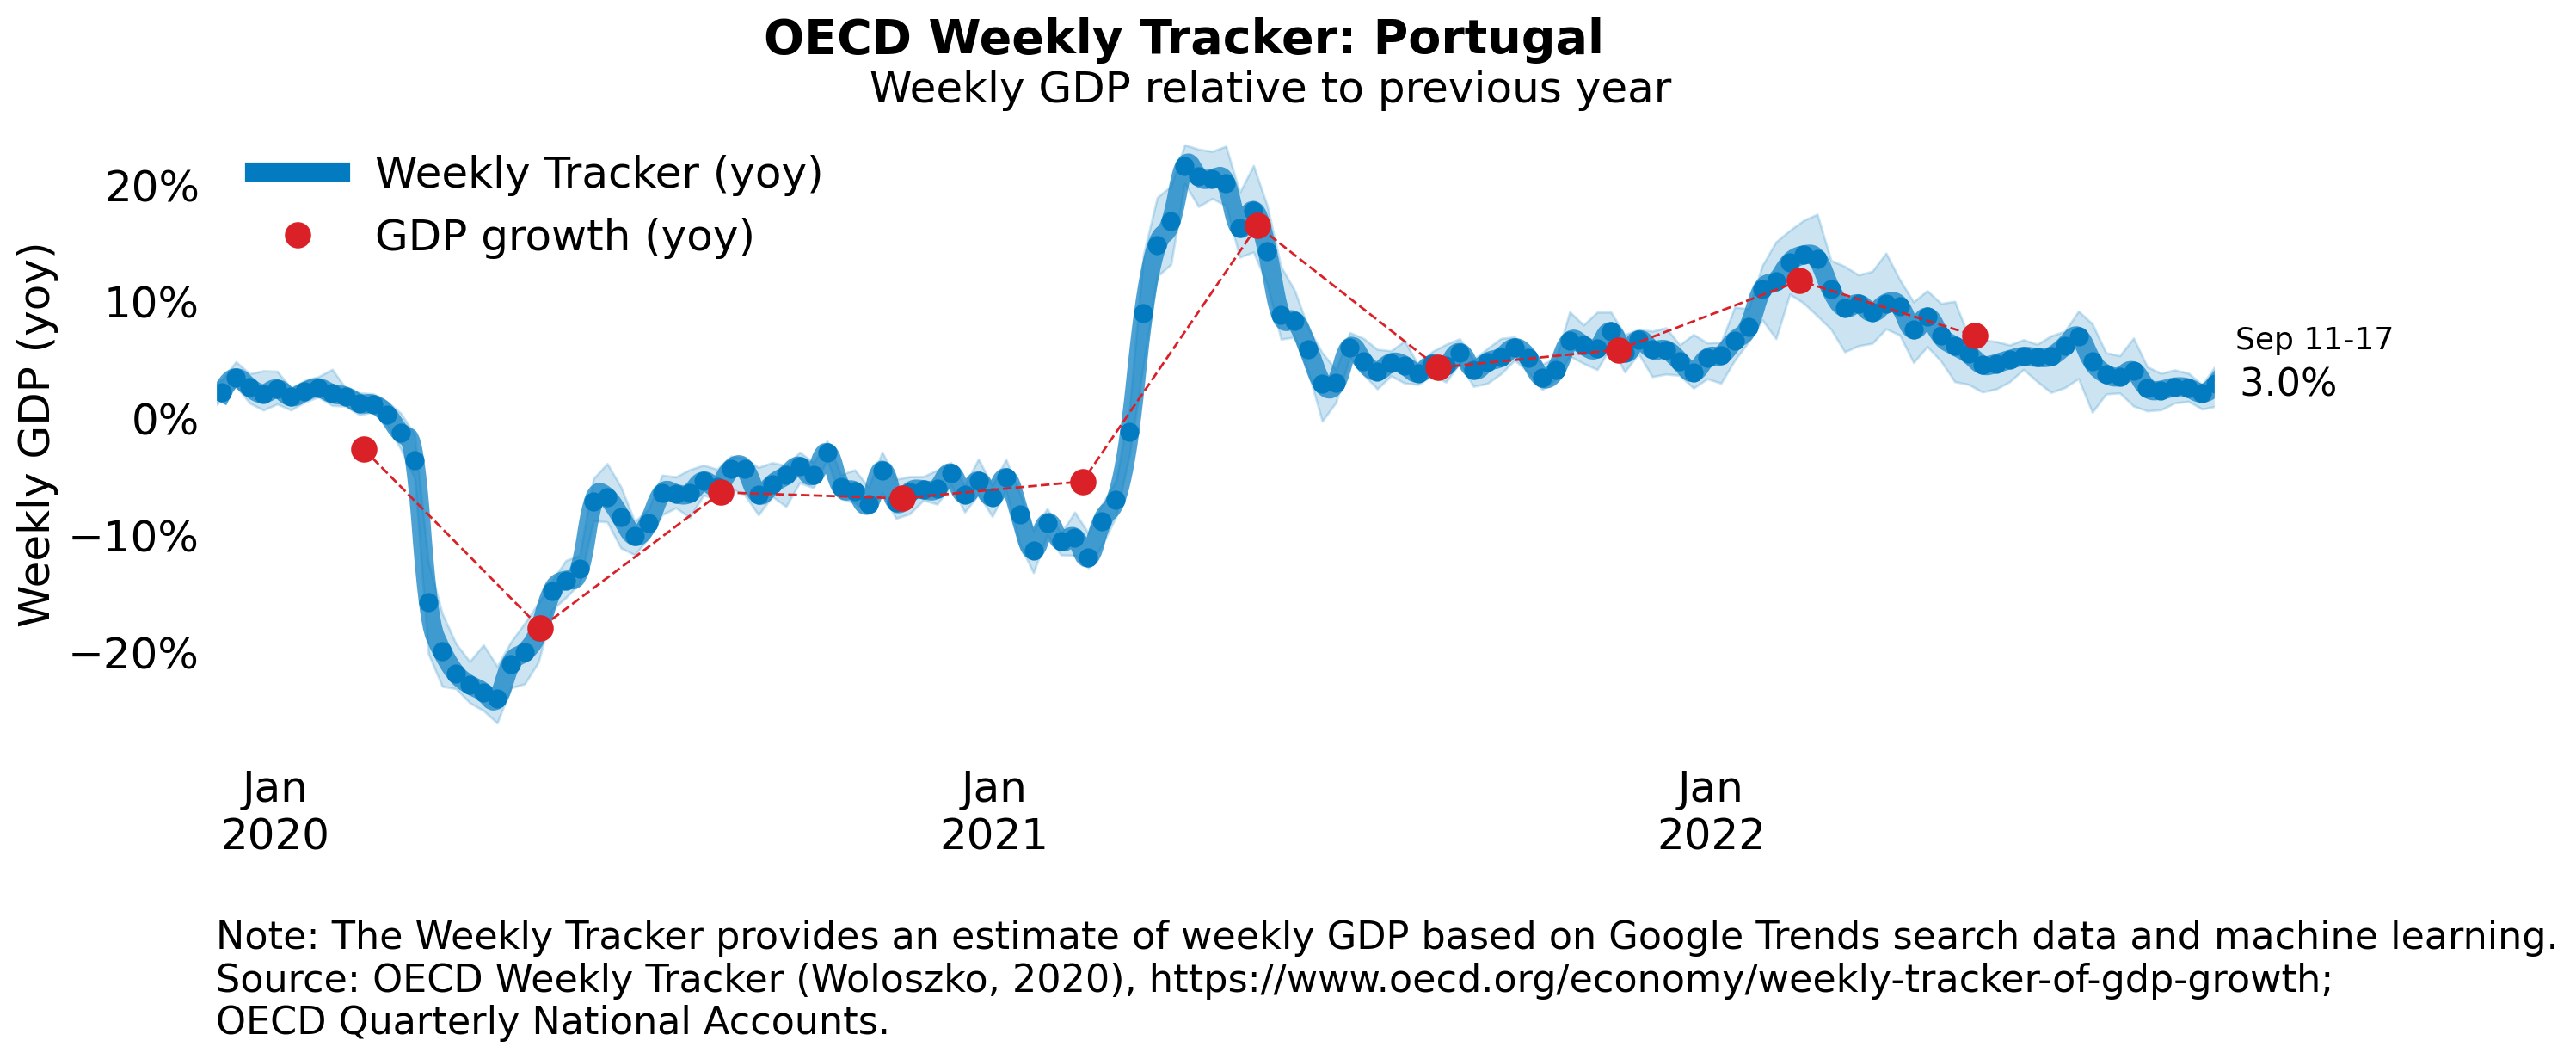 OECD Weekly Tracker: Portugal
Weekly GDP relative to previous year
Weekly Tracker (yoy)
GDP growth (yoy)
Weekly GDP (yoy)
20%
10%
0%
−10%
−20%
Sep 11-17
3.0%
Jan
2020
Jan
2021
Jan
2022
Note: The Weekly Tracker provides an estimate of weekly GDP based on Google Trends search data and machine learning.
Source: OECD Weekly Tracker (Woloszko, 2020), https://www.oecd.org/economy/weekly-tracker-of-gdp-growth;
OECD Quarterly National Accounts.